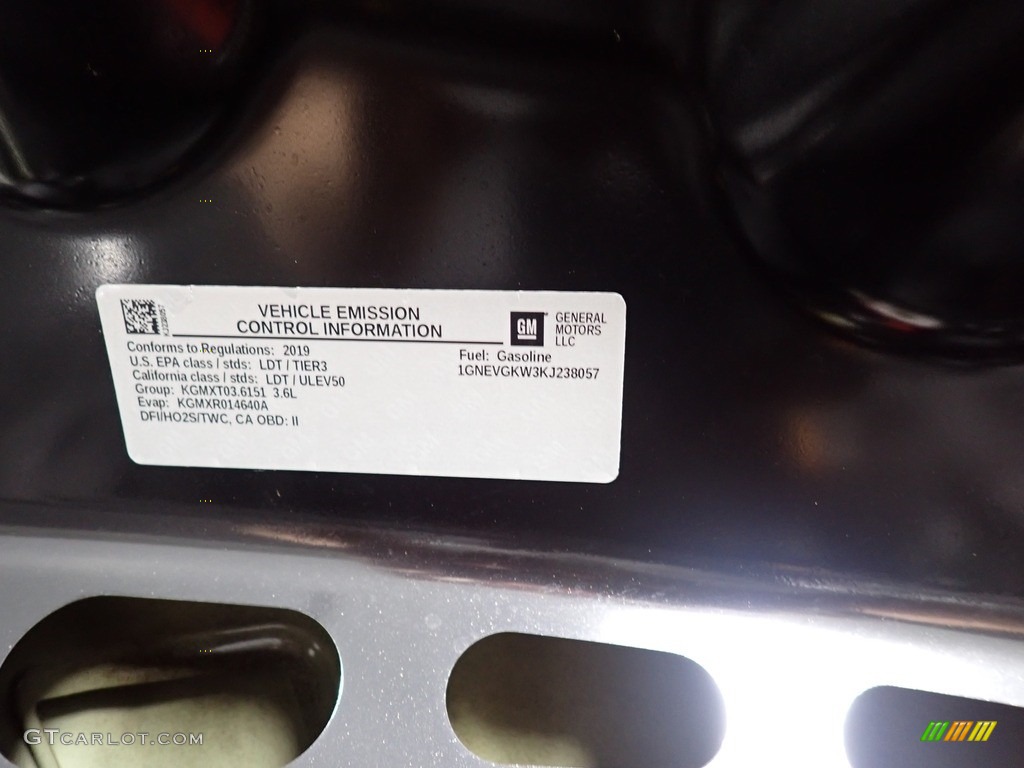 VEHICLE EMISSION
CONTROL INFORMATION
GM
GENERAL
MOTORS
LLC
Conforms to Regulations: 2019
U.S. EPA class / stds: LDT / TIER3
California class / stds: LDT / ULEV50
Group: KGMXT03.6151 3.6L
Evap: KGMXR014640A
DFI/HO2S/TWC, CA OBD: II
Fuel: Gasoline
1GNEVGKW3KJ238057
GTCARLOT.COM